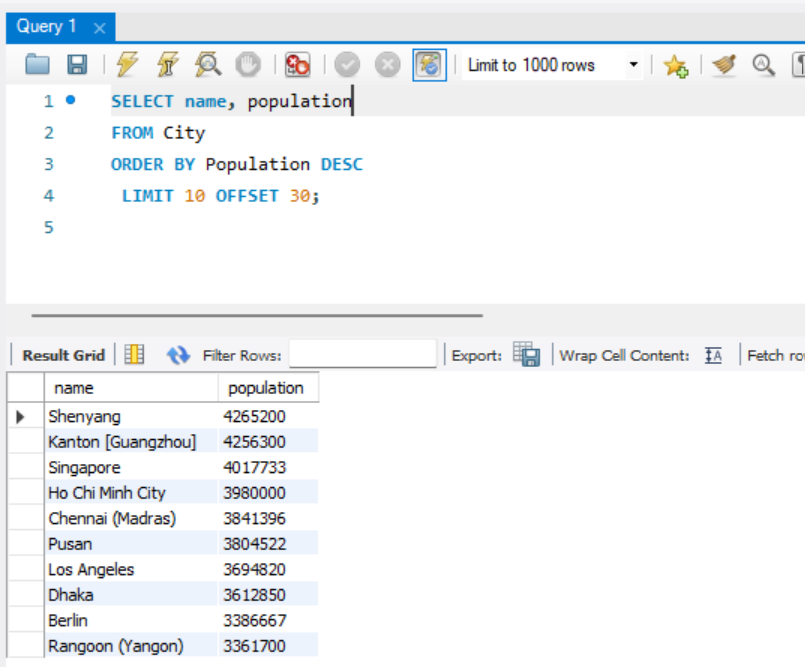 Query 1
Limit to 1000 rows
1 SELECT name, population
2 FROM City
3 ORDER BY Population DESC
4 LIMIT 10 OFFSET 30;
5
Result Grid Filter Rows: Export: Wrap Cell Content: Fetch ro
name population
Shenyang 4265200
Kanton [Guangzhou] 4256300
Singapore 4017733
Ho Chi Minh City 3980000
Chennai (Madras) 3841396
Pusan 3804522
Los Angeles 3694820
Dhaka 3612850
Berlin 3386667
Rangoon (Yangon) 3361700